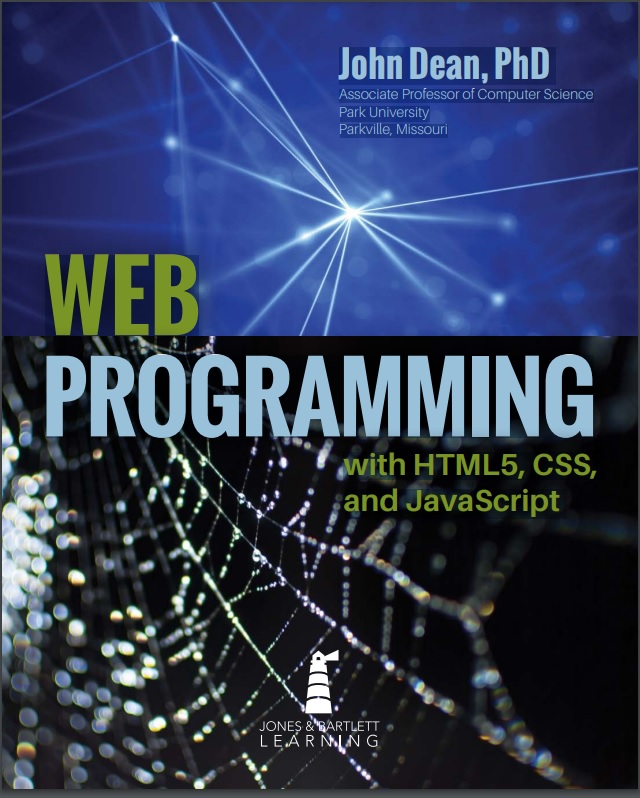 John Dean, PhD
Associate Professor of Computer Science
Park University
Parkville, Missouri
WEB
PROGRAMMING
with HTML5, CSS,
and JavaScript
JONES & BARTLETT
LEARNING